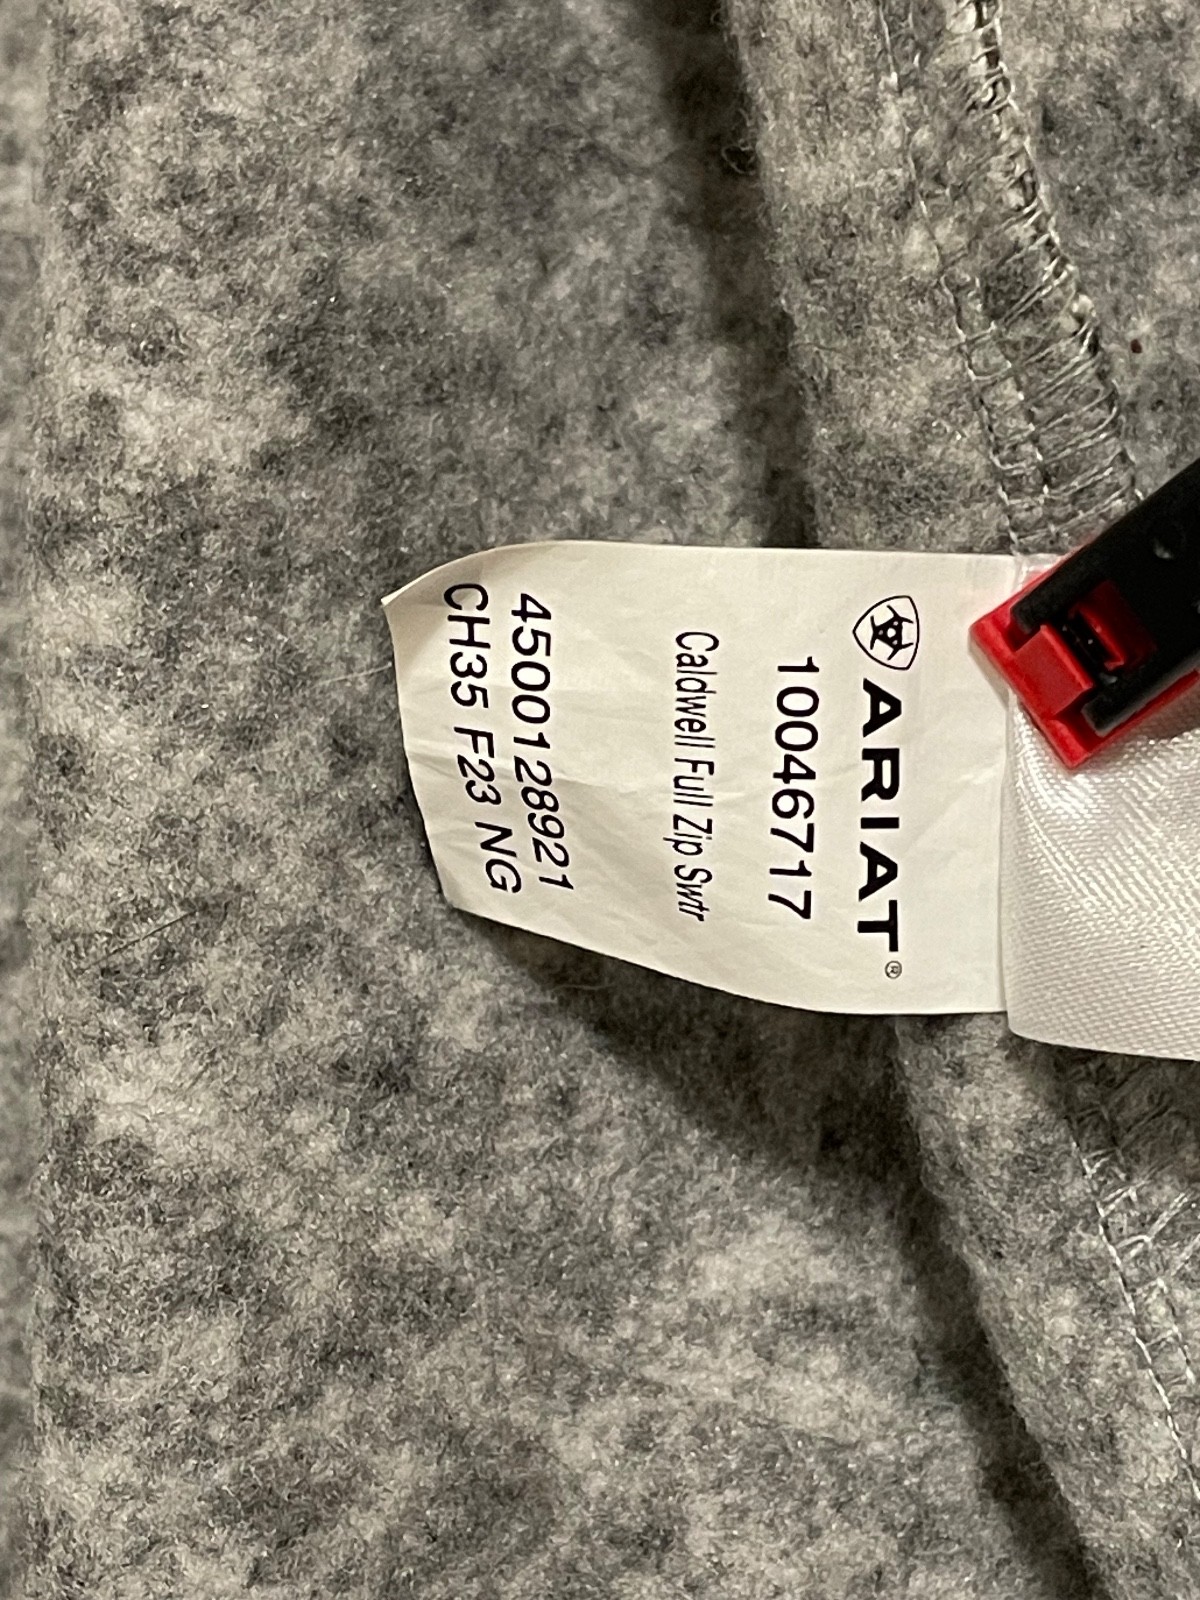 ARIAT®
10046717
Caldwell Full Zip Swtr
4500128921
CH35 F23 NG